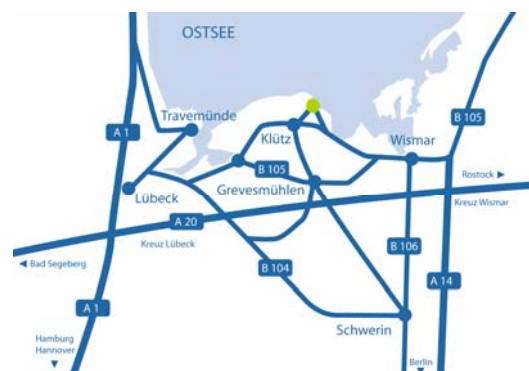 OSTSEE
Travemünde
A 1
B 105
Klütz
Wismar
B 105
Lübeck
Grevesmühlen
Rostock ▶
Kreuz Wismar
A 20
Kreuz Lübeck
B 106
◀ Bad Segeberg
B 104
A 14
A 1
Schwerin
Hamburg
Hannover
▼
Berlin
▼